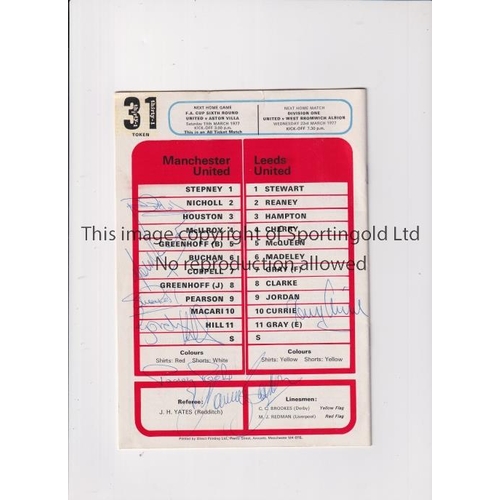 31
TOKEN
NEXT HOME GAME
F.A. CUP SIXTH ROUND
UNITED v ASTON VILLA
Saturday 19th MARCH 1977
KICK-OFF 3.00 p.m.
This is an All Ticket Match
NEXT HOME MATCH
DIVISION ONE
UNITED v WEST BROMWICH ALBION
WEDNESDAY 23rd MARCH 1977
KICK-OFF 7.30 p.m.
Manchester United
Leeds United
STEPNEY 1 1 STEWART
NICHOLL 2 2 REANEY
HOUSTON 3 3 HAMPTON
McILROY 4 4 CHERRY
This image is copyright of Sportingold Ltd
GREENHOFF (B) 5 5 McQUEEN
BUCHAN 6 6 MADELEY
No reproduction allowed
COPPELL 7 7 GRAY (F)
GREENHOFF (J) 8 8 CLARKE
PEARSON 9 9 JORDAN
MACARI 10 10 CURRIE
HILL 11 11 GRAY (E)
S S
Colours
Shirts: Red Shorts: White
Colours
Shirts: Yellow Shorts: Yellow
Referee:
J. H. YATES (Redditch)
Linesmen:
C. C. BROOKES (Derby) Yellow Flag
M. J. REDMAN (Liverpool) Red Flag